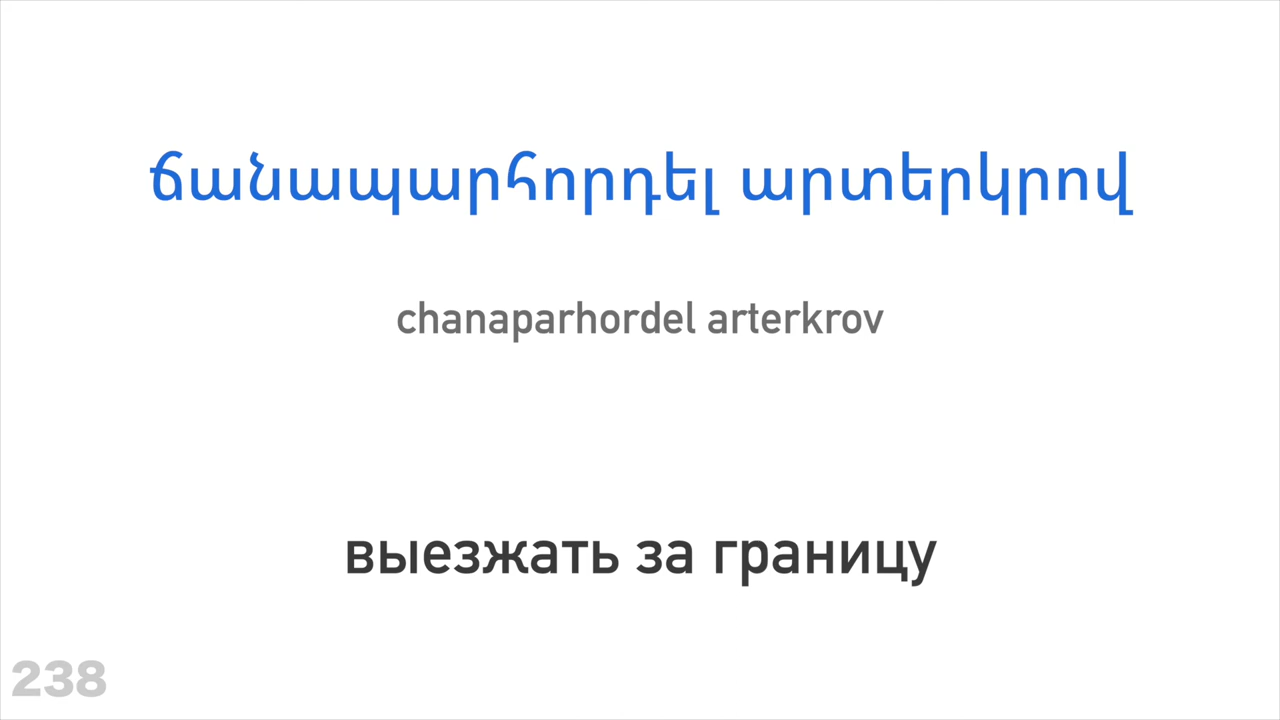 ճանապարհորդել արտերկրով
chanaparhordel arterkrov
выезжать за границу
238